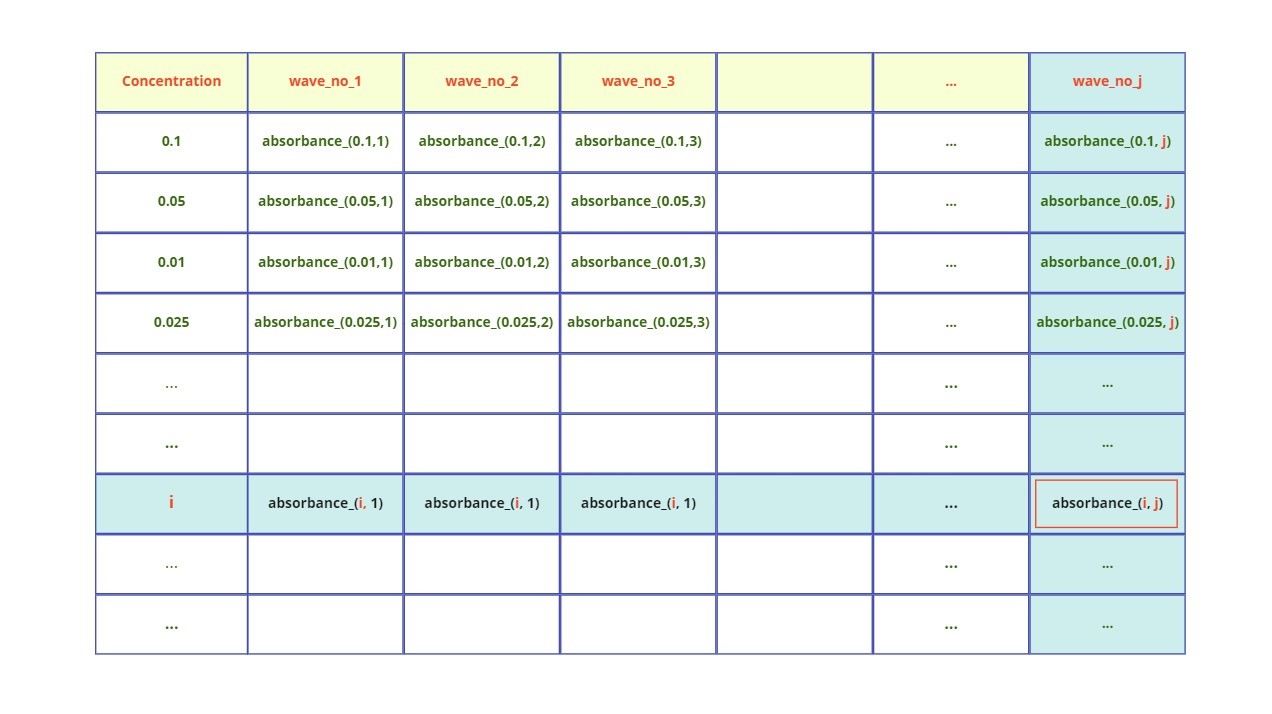 Concentration wave_no_1 wave_no_2 wave_no_3 ... wave_no_j
0.1 absorbance_(0.1,1) absorbance_(0.1,2) absorbance_(0.1,3) ... absorbance_(0.1, j)
0.05 absorbance_(0.05,1) absorbance_(0.05,2) absorbance_(0.05,3) ... absorbance_(0.05, j)
0.01 absorbance_(0.01,1) absorbance_(0.01,2) absorbance_(0.01,3) ... absorbance_(0.01, j)
0.025 absorbance_(0.025,1) absorbance_(0.025,2) absorbance_(0.025,3) ... absorbance_(0.025, j)
... ... ...
... ... ...
i absorbance_(i, 1) absorbance_(i, 1) absorbance_(i, 1) ... absorbance_(i, j)
... ... ...
... ... ...